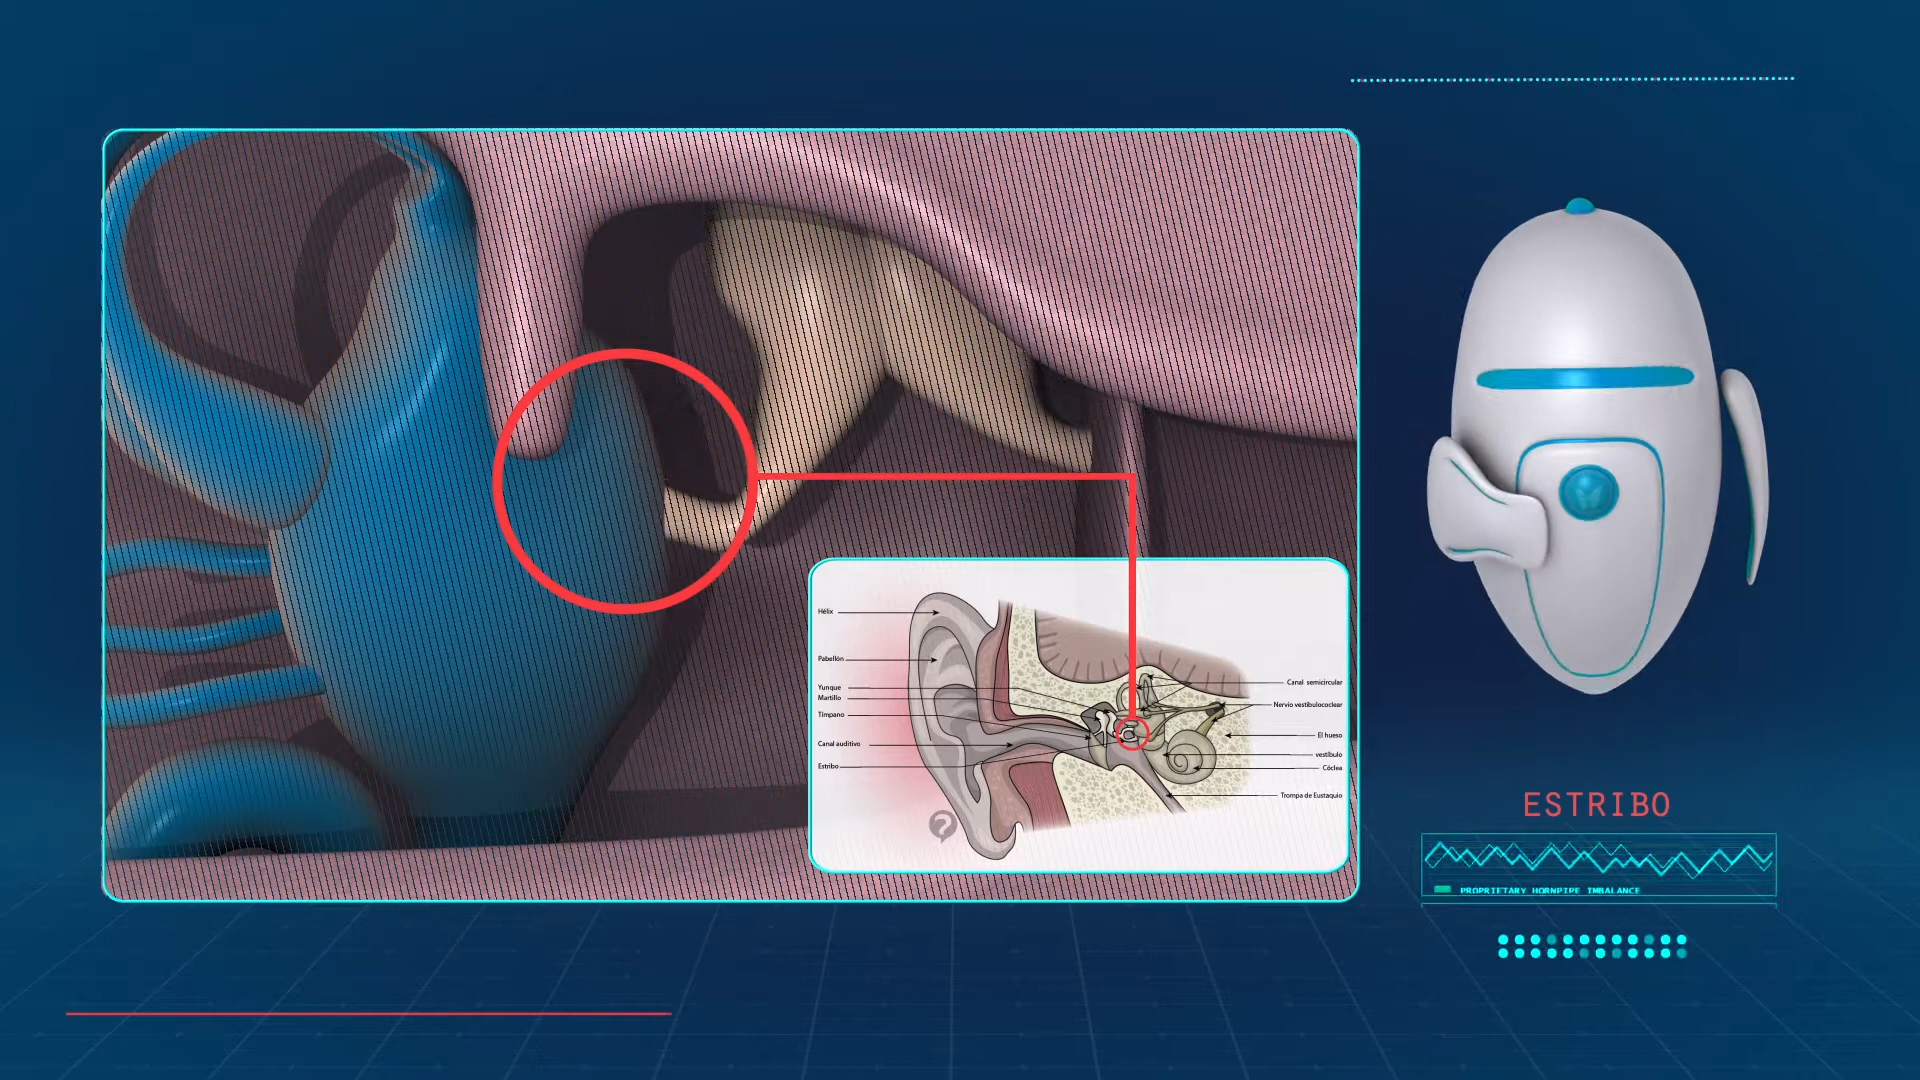 Hélix
Pabellón
Yunque
Martillo
Tímpano
Canal auditivo
Estribo
Canal semicircular
Nervio vestibulococlear
El hueso
vestíbulo
Cóclea
Trompa de Eustaquio
?
ESTRIBO
PROPRIETARY HORNPIPE IMBALANCE